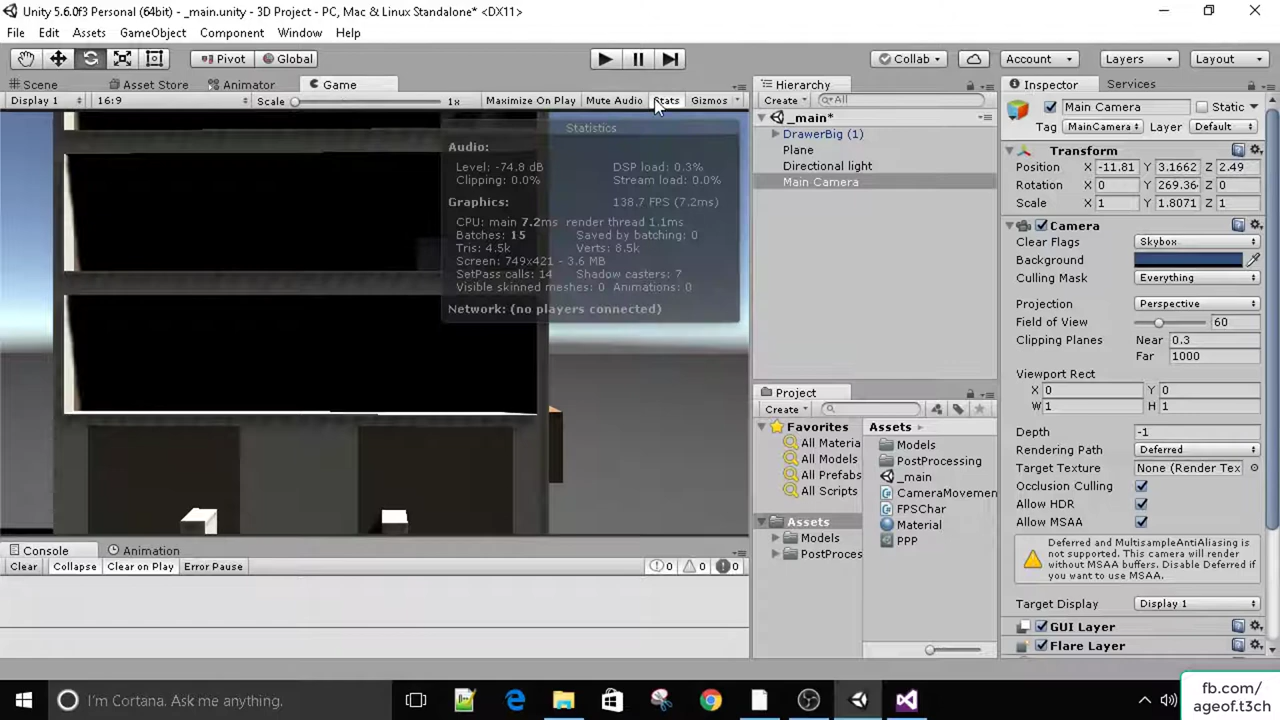 Unity 5.6.0f3 Personal (64bit) - _main.unity - 3D Project - PC, Mac & Linux Standalone* <DX11>
File Edit Assets GameObject Component Window Help
Pivot Global Collab Account Layers Layout
Scene Asset Store Animator Game
Display 1 16:9 Scale 1x Maximize On Play Mute Audio Stats Gizmos
Statistics
Audio:
Level: -74.8 dB DSP load: 0.3%
Clipping: 0.0% Stream load: 0.0%
Graphics: 138.7 FPS (7.2ms)
CPU: main 7.2ms render thread 1.1ms
Batches: 15 Saved by batching: 0
Tris: 4.5k Verts: 8.5k
Screen: 749x421 - 3.6 MB
SetPass calls: 14 Shadow casters: 7
Visible skinned meshes: 0 Animations: 0
Network: (no players connected)
Hierarchy
Create All
_main*
DrawerBig (1)
Plane
Directional light
Main Camera
Project
Create
Favorites
All Materia
All Models
All Prefabs
All Scripts
Assets
Models
PostProces
Assets
Models
PostProcessing
_main
CameraMovemen
FPSChar
Material
PPP
Inspector Services
Main Camera Static
Tag MainCamera Layer Default
Transform
Position X -11.81 Y 3.1662 Z 2.49
Rotation X 0 Y 269.36 Z 0
Scale X 1 Y 1.8071 Z 1
Camera
Clear Flags Skybox
Background
Culling Mask Everything
Projection Perspective
Field of View 60
Clipping Planes Near 0.3
Far 1000
Viewport Rect
X 0 Y 0
W 1 H 1
Depth -1
Rendering Path Deferred
Target Texture None (Render Tex
Occlusion Culling
Allow HDR
Allow MSAA
Deferred and MultisampleAntiAliasing is
not supported. This camera will render
without MSAA buffers. Disable Deferred if
you want to use MSAA.
Target Display Display 1
GUI Layer
Flare Layer
Console Animation
Clear Collapse Clear on Play Error Pause 0 0 0
I'm Cortana. Ask me anything.
fb.com/
ageof.t3ch